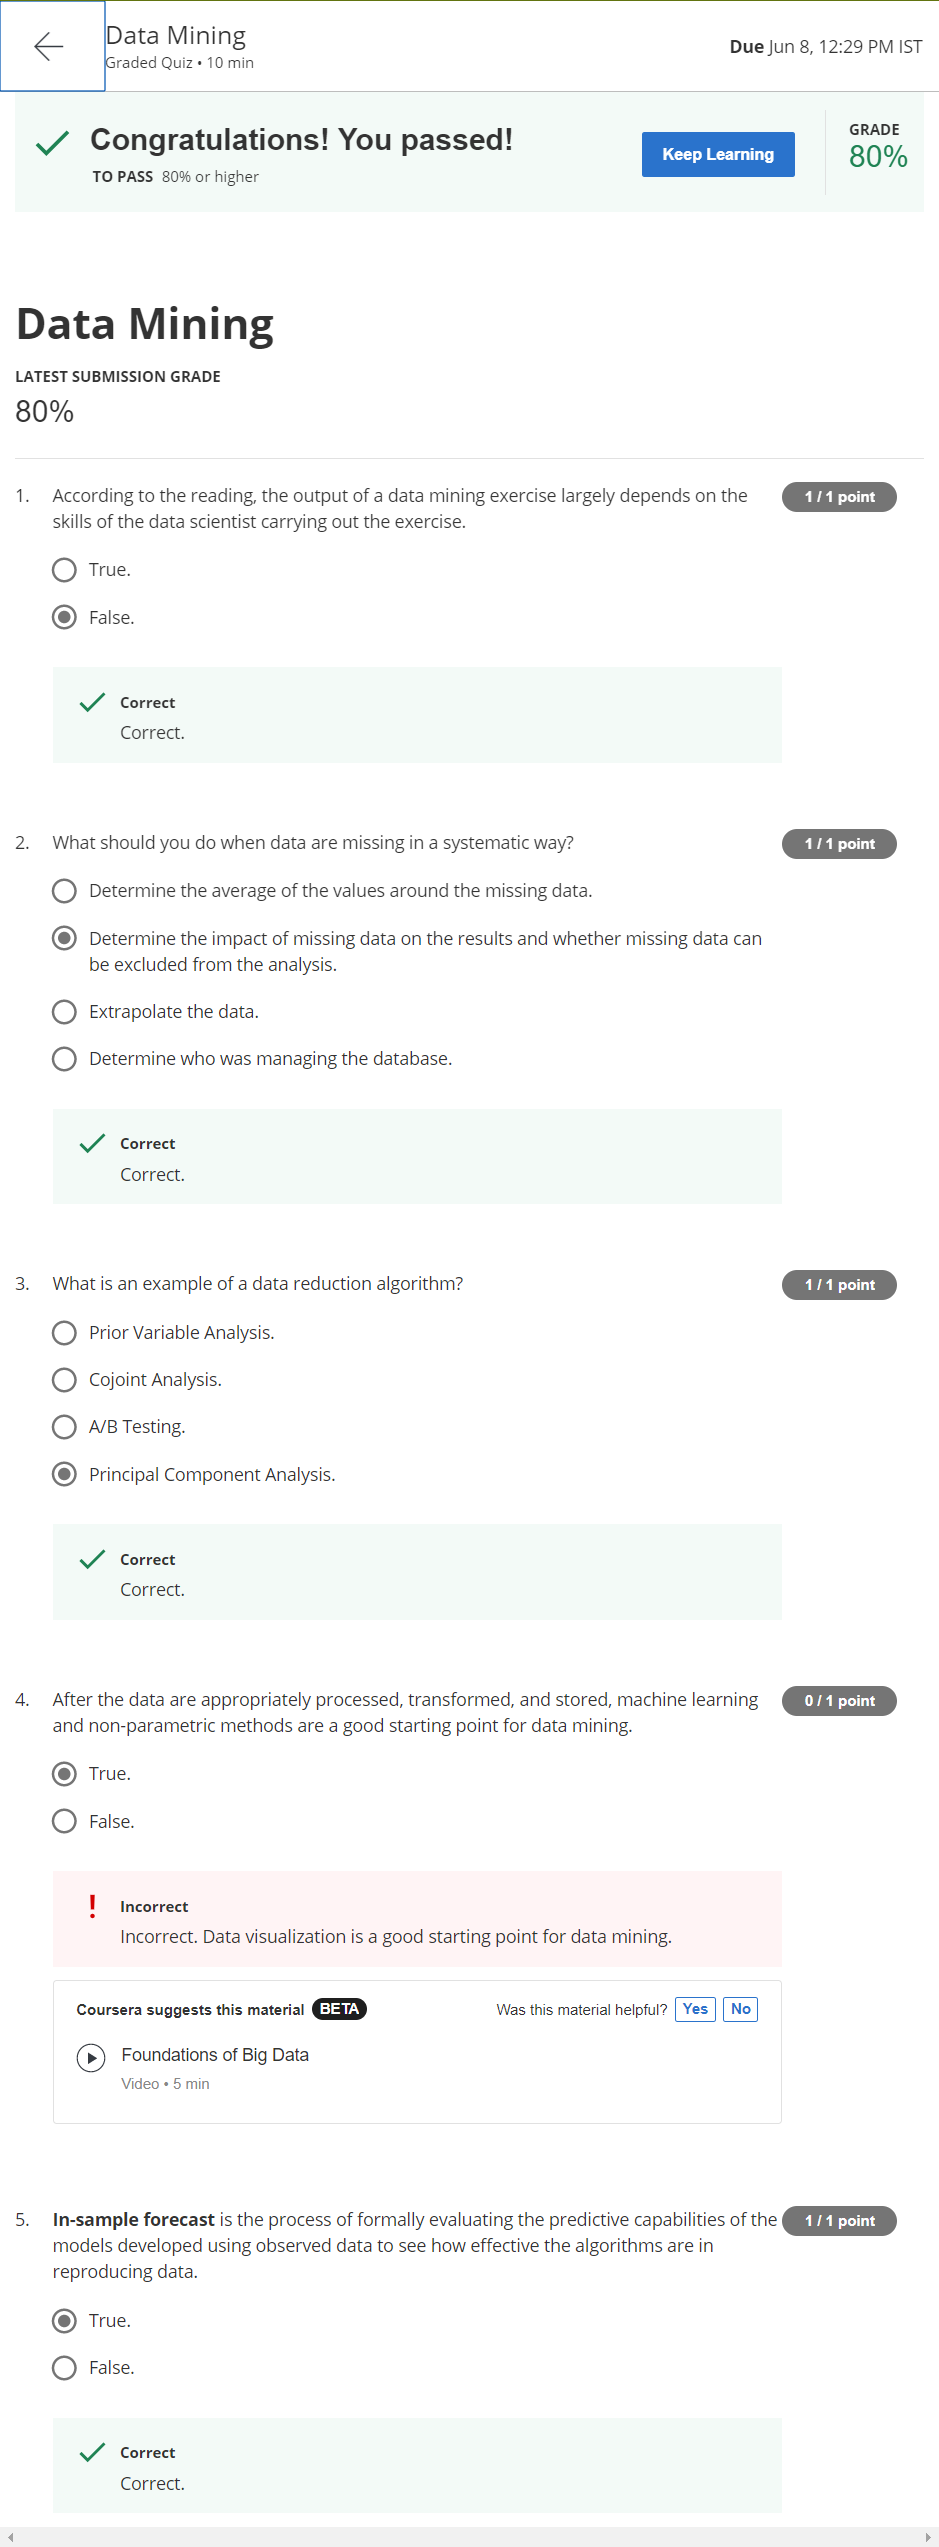 Data Mining
Graded Quiz • 10 min
Due Jun 8, 12:29 PM IST
Congratulations! You passed!
TO PASS 80% or higher
Keep Learning
GRADE
80%
Data Mining
LATEST SUBMISSION GRADE
80%
1. According to the reading, the output of a data mining exercise largely depends on the
skills of the data scientist carrying out the exercise.
1 / 1 point
True.
False.
Correct
Correct.
2. What should you do when data are missing in a systematic way?
1 / 1 point
Determine the average of the values around the missing data.
Determine the impact of missing data on the results and whether missing data can
be excluded from the analysis.
Extrapolate the data.
Determine who was managing the database.
Correct
Correct.
3. What is an example of a data reduction algorithm?
1 / 1 point
Prior Variable Analysis.
Cojoint Analysis.
A/B Testing.
Principal Component Analysis.
Correct
Correct.
4. After the data are appropriately processed, transformed, and stored, machine learning
and non-parametric methods are a good starting point for data mining.
0 / 1 point
True.
False.
Incorrect
Incorrect. Data visualization is a good starting point for data mining.
Coursera suggests this material BETA
Was this material helpful? Yes No
Foundations of Big Data
Video • 5 min
5. In-sample forecast is the process of formally evaluating the predictive capabilities of the
models developed using observed data to see how effective the algorithms are in
reproducing data.
1 / 1 point
True.
False.
Correct
Correct.